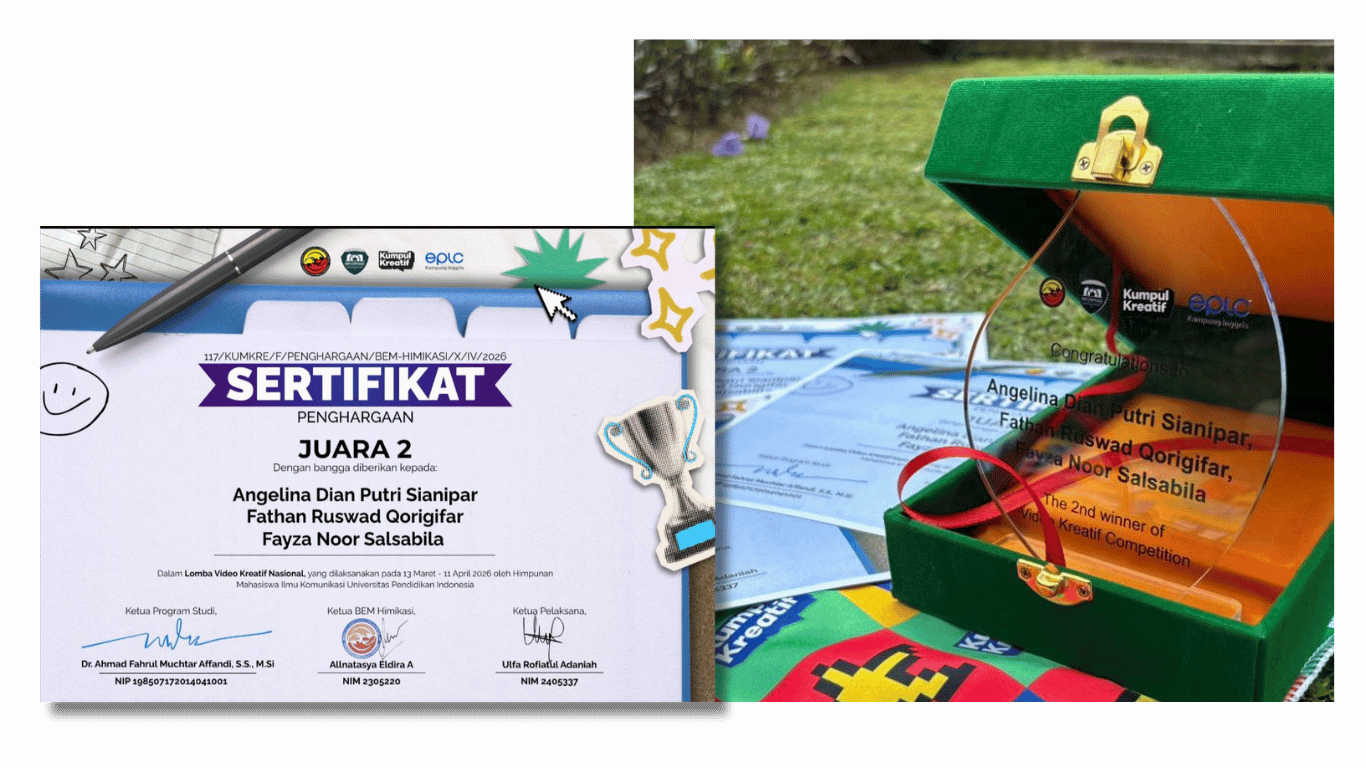 Kumpul
Kreatif
eplc
Kampung Inggris
117/KUMKRE/F/PENGHARGAAN/BEM-HIMIKASI/X/IV/2026
SERTIFIKAT
PENGHARGAAN
JUARA 2
Dengan bangga diberikan kepada:
Angelina Dian Putri Sianipar
Fathan Ruswad Qorigifar
Fayza Noor Salsabila
Dalam Lomba Video Kreatif Nasional, yang dilaksanakan pada 13 Maret - 11 April 2026 oleh Himpunan
Mahasiswa Ilmu Komunikasi Universitas Pendidikan Indonesia
Ketua Program Studi,
Dr. Ahmad Fahrul Muchtar Affandi, S.S., M.Si
NIP 198507172014041001
Ketua BEM Himikasi,
Allnatasya Eldira A
NIM 2305220
Ketua Pelaksana,
Ulfa Rofiatul Adaniah
NIM 2405337
Kumpul
Kreatif
eplc
Kampung Inggris
Congratulations to
Angelina Dian Putri Sianipar,
Fathan Ruswad Qorigifar,
Fayza Noor Salsabila
The 2nd winner of
Video Kreatif Competition
Kumpul
Kreatif